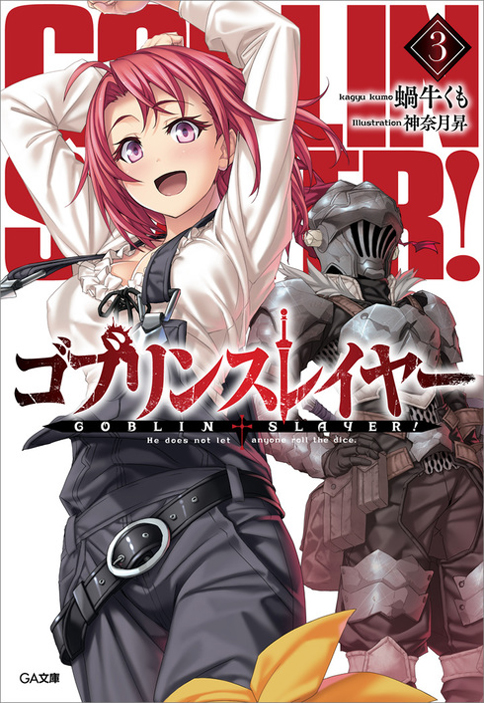 GOBLIN
SLAYER!
3
kagyu kumo 蝸牛くも
Illustration 神奈月昇
ゴブリンスレイヤー
GOBLIN SLAYER!
He does not let anyone roll the dice.
GA文庫